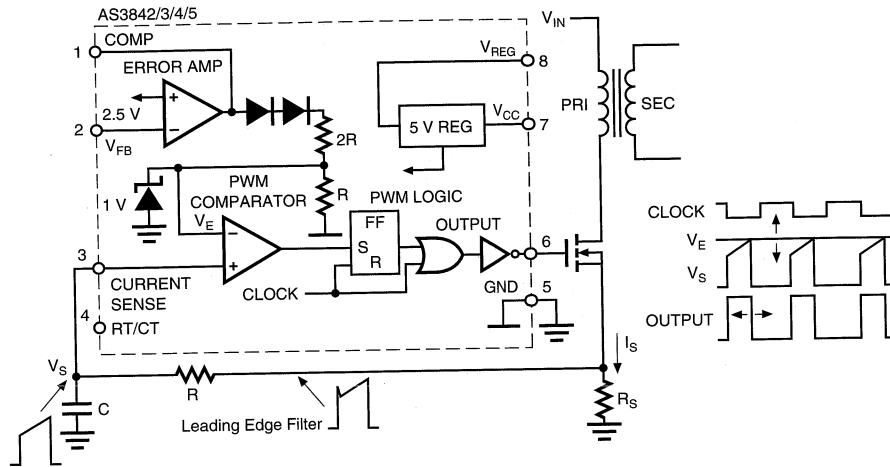 AS3842/3/4/5
COMP
1
ERROR AMP
+
2.5 V
−
2
V_FB
2R
1 V
PWM
COMPARATOR
R
V_E
−
+
PWM LOGIC
FF
S
R
OUTPUT
V_REG
8
5 V REG
V_CC
7
V_IN
PRI
SEC
6
3
CURRENT
SENSE
CLOCK
GND
5
4
RT/CT
V_S
R
C
Leading Edge Filter
I_S
R_S
CLOCK
V_E
V_S
OUTPUT